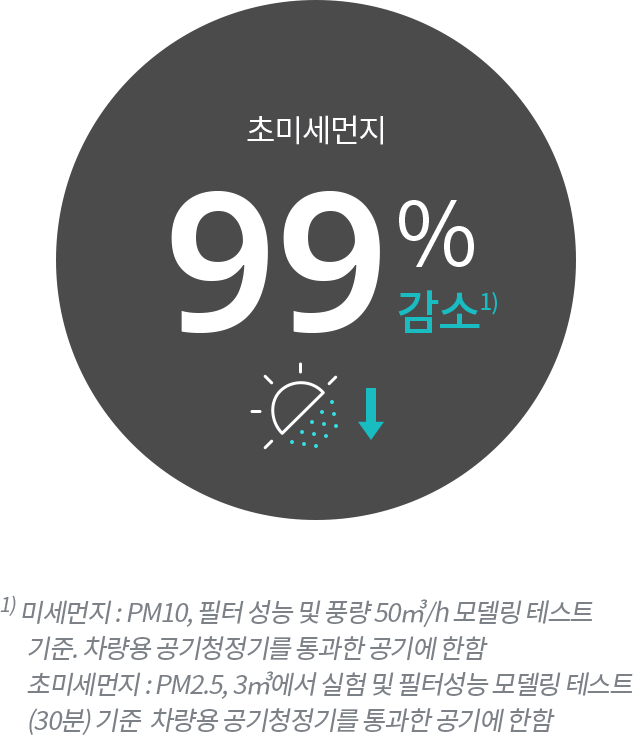 초미세먼지
99%
감소1)
1) 미세먼지 : PM10, 필터 성능 및 풍량 50㎥/h 모델링 테스트
기준. 차량용 공기청정기를 통과한 공기에 한함
초미세먼지 : PM2.5, 3㎥에서 실험 및 필터성능 모델링 테스트
(30분) 기준 차량용 공기청정기를 통과한 공기에 한함